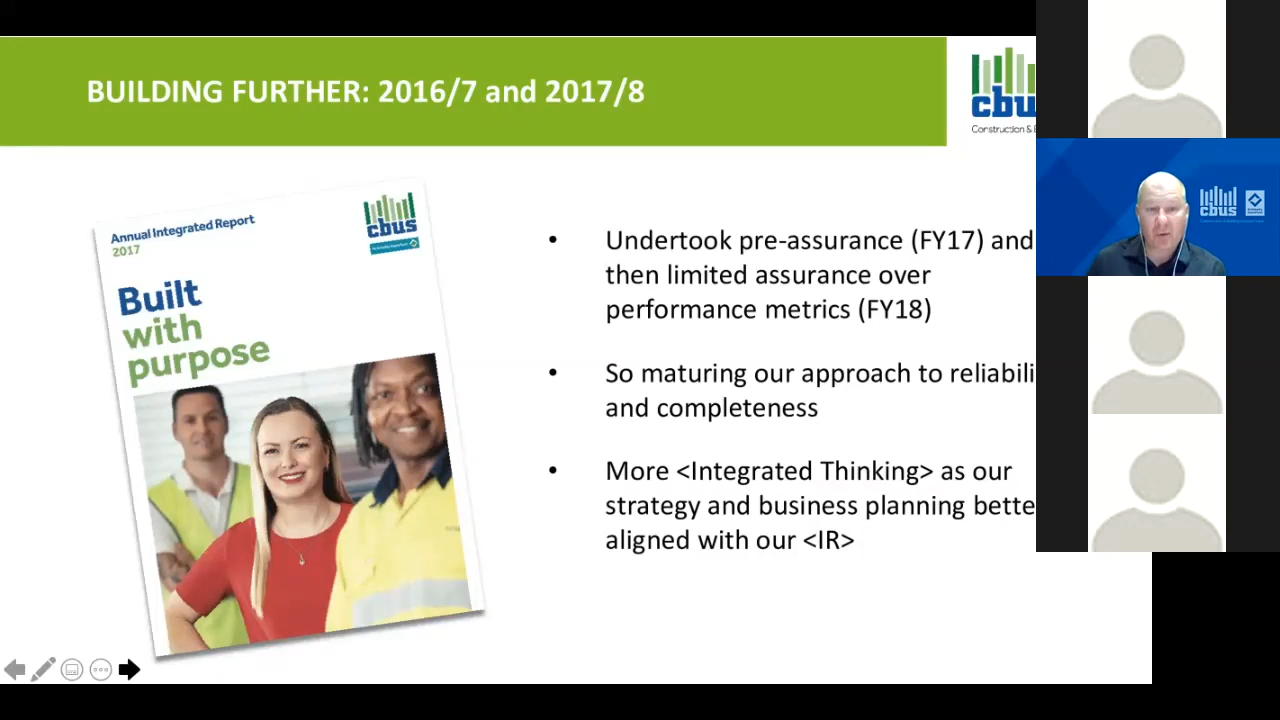 BUILDING FURTHER: 2016/7 and 2017/8
cbus
Construction &
Annual Integrated Report
2017
cbus
Built
with
purpose
• Undertook pre-assurance (FY17) and
then limited assurance over
performance metrics (FY18)
• So maturing our approach to reliabili
and completeness
• More <Integrated Thinking> as our
strategy and business planning bette
aligned with our <IR>
cbus